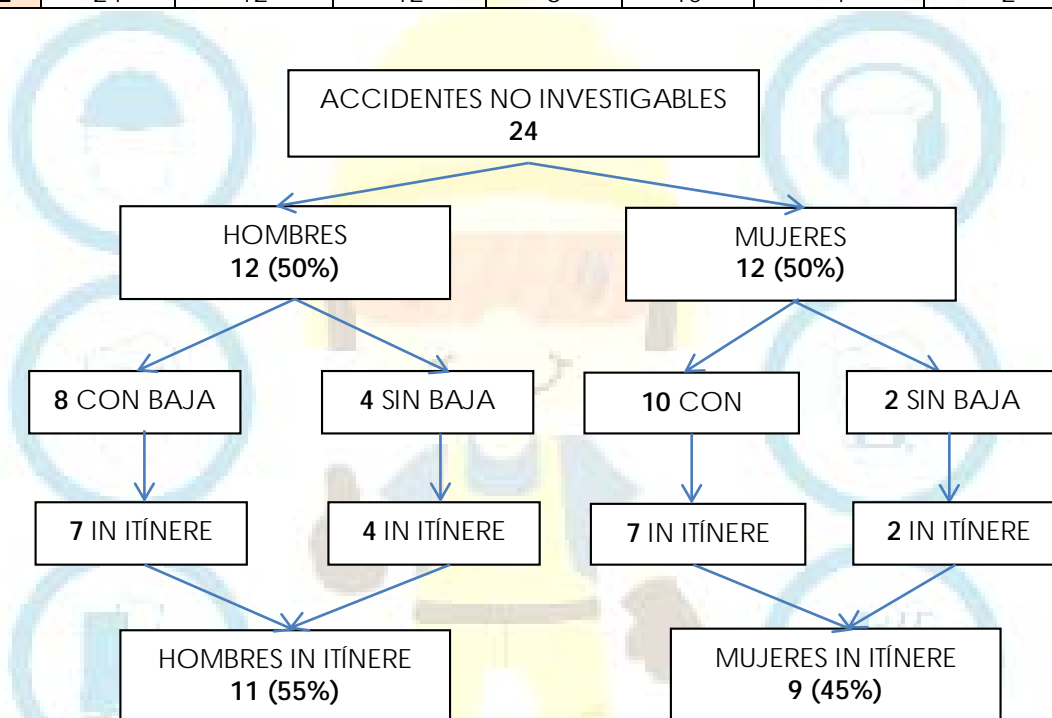 ACCIDENTES NO INVESTIGABLES
24
HOMBRES
12 (50%)
MUJERES
12 (50%)
8 CON BAJA
4 SIN BAJA
10 CON
2 SIN BAJA
7 IN ITÍNERE
4 IN ITÍNERE
7 IN ITÍNERE
2 IN ITÍNERE
HOMBRES IN ITÍNERE
11 (55%)
MUJERES IN ITÍNERE
9 (45%)